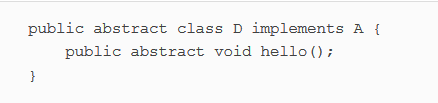 public abstract class D implements A {
    public abstract void hello();
}